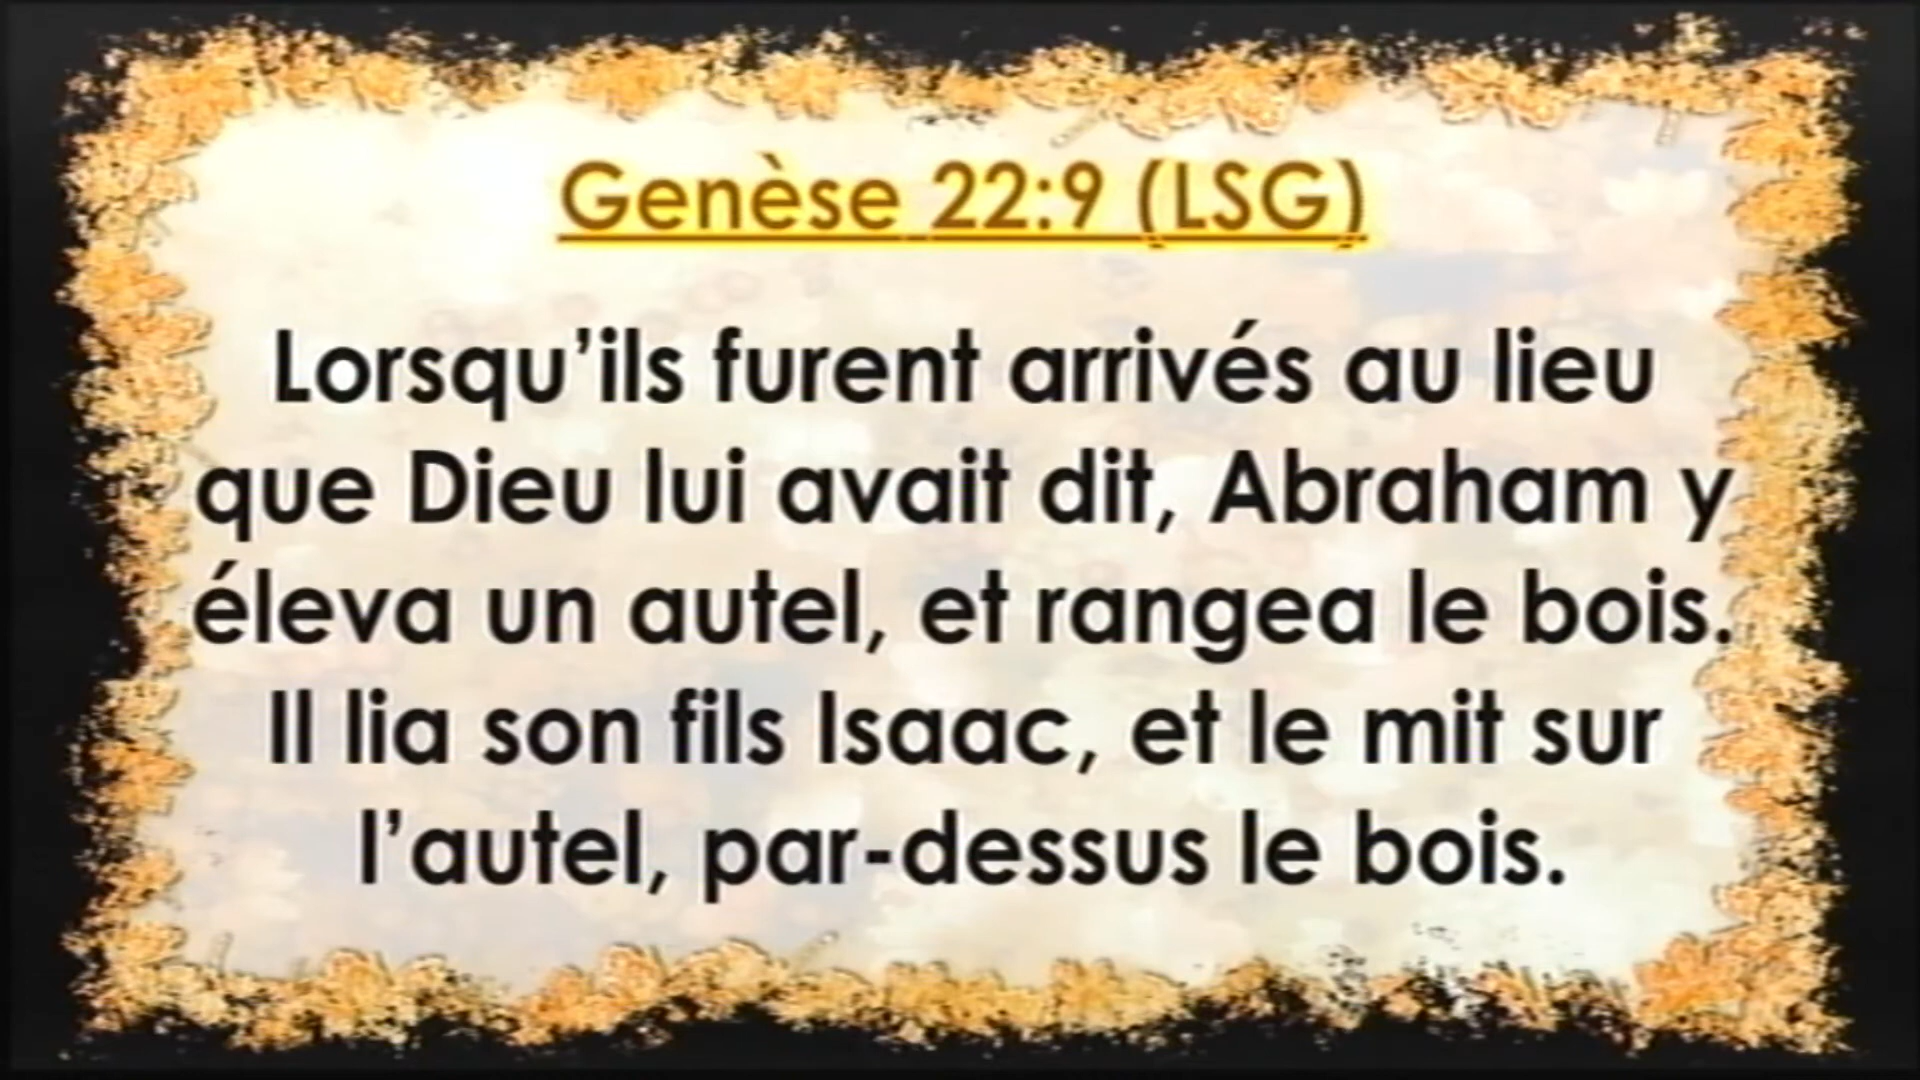 Genèse 22:9 (LSG)
Lorsqu’ils furent arrivés au lieu
que Dieu lui avait dit, Abraham y
éleva un autel, et rangea le bois.
Il lia son fils Isaac, et le mit sur
l’autel, par-dessus le bois.